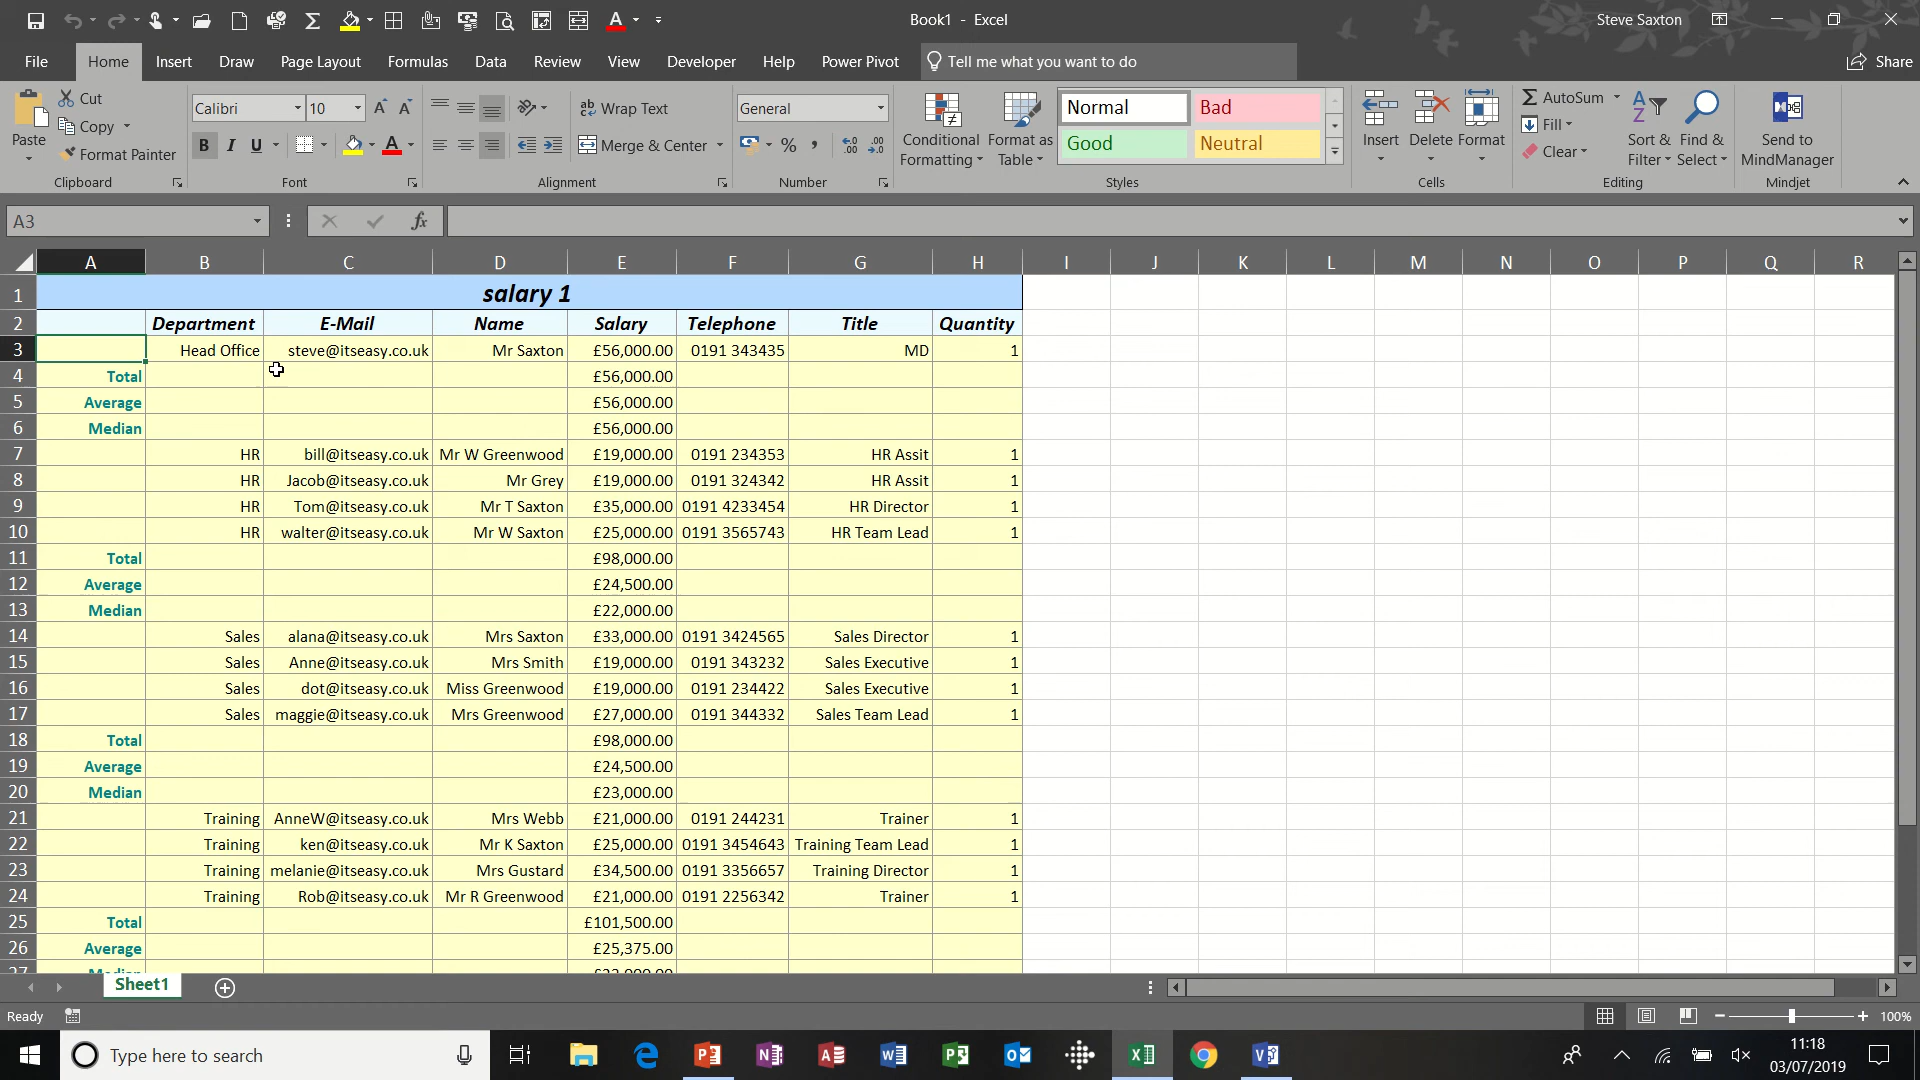 Book1 - Excel
Steve Saxton
File Home Insert Draw Page Layout Formulas Data Review View Developer Help Power Pivot Tell me what you want to do Share
Paste Cut Copy Format Painter
Calibri 10
Wrap Text
Merge & Center
General
Conditional Formatting
Format as Table
Normal Bad
Good Neutral
Insert Delete Format
AutoSum
Fill
Clear
Sort & Filter
Find & Select
Send to MindManager
Clipboard Font Alignment Number Styles Cells Editing Mindjet
A3 fx
A B C D E F G H I J K L M N O P Q R
1 salary 1
2 Department E-Mail Name Salary Telephone Title Quantity
3 Head Office steve@itseasy.co.uk Mr Saxton £56,000.00 0191 343435 MD 1
4 Total £56,000.00
5 Average £56,000.00
6 Median £56,000.00
7 HR bill@itseasy.co.uk Mr W Greenwood £19,000.00 0191 234353 HR Assit 1
8 HR Jacob@itseasy.co.uk Mr Grey £19,000.00 0191 324342 HR Assit 1
9 HR Tom@itseasy.co.uk Mr T Saxton £35,000.00 0191 4233454 HR Director 1
10 HR walter@itseasy.co.uk Mr W Saxton £25,000.00 0191 3565743 HR Team Lead 1
11 Total £98,000.00
12 Average £24,500.00
13 Median £22,000.00
14 Sales alana@itseasy.co.uk Mrs Saxton £33,000.00 0191 3424565 Sales Director 1
15 Sales Anne@itseasy.co.uk Mrs Smith £19,000.00 0191 343232 Sales Executive 1
16 Sales dot@itseasy.co.uk Miss Greenwood £19,000.00 0191 234422 Sales Executive 1
17 Sales maggie@itseasy.co.uk Mrs Greenwood £27,000.00 0191 344332 Sales Team Lead 1
18 Total £98,000.00
19 Average £24,500.00
20 Median £23,000.00
21 Training AnneW@itseasy.co.uk Mrs Webb £21,000.00 0191 244231 Trainer 1
22 Training ken@itseasy.co.uk Mr K Saxton £25,000.00 0191 3454643 Training Team Lead 1
23 Training melanie@itseasy.co.uk Mrs Gustard £34,500.00 0191 3356657 Training Director 1
24 Training Rob@itseasy.co.uk Mr R Greenwood £21,000.00 0191 2256342 Trainer 1
25 Total £101,500.00
26 Average £25,375.00
27 Median
Sheet1
Ready 100%
Type here to search
11:18
03/07/2019